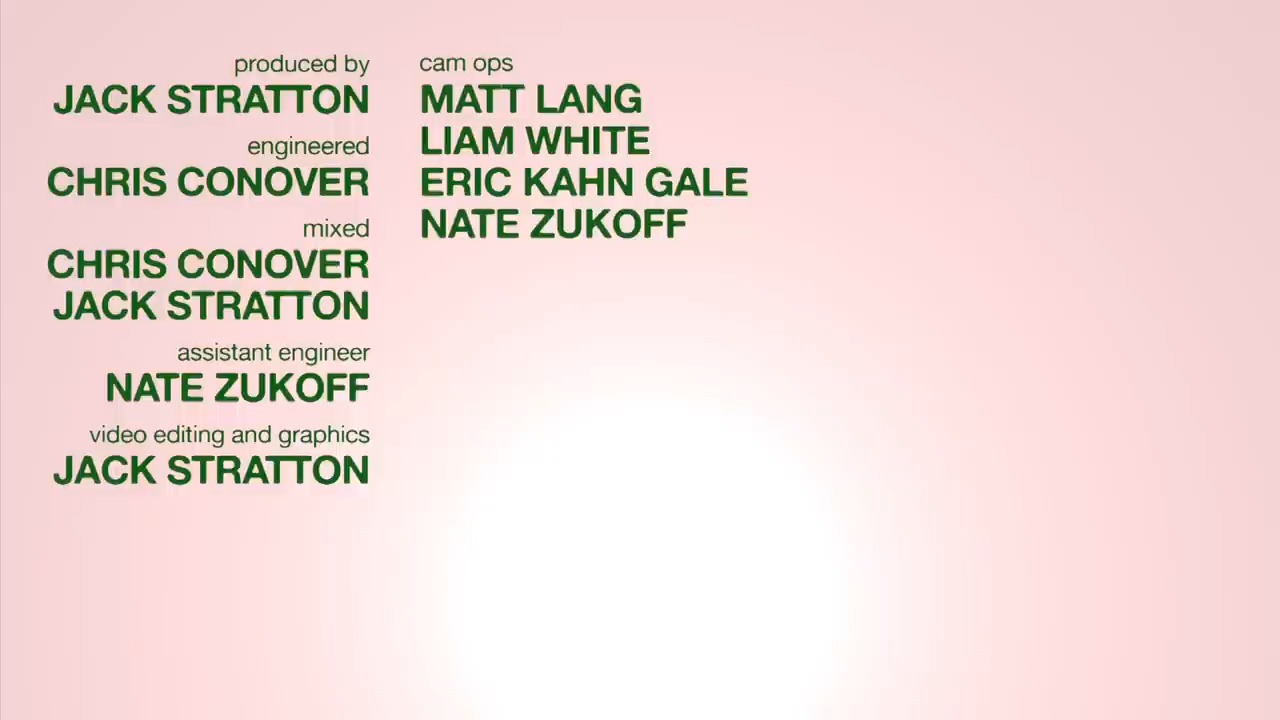 produced by
JACK STRATTON
engineered
CHRIS CONOVER
mixed
CHRIS CONOVER
JACK STRATTON
assistant engineer
NATE ZUKOFF
video editing and graphics
JACK STRATTON
cam ops
MATT LANG
LIAM WHITE
ERIC KAHN GALE
NATE ZUKOFF